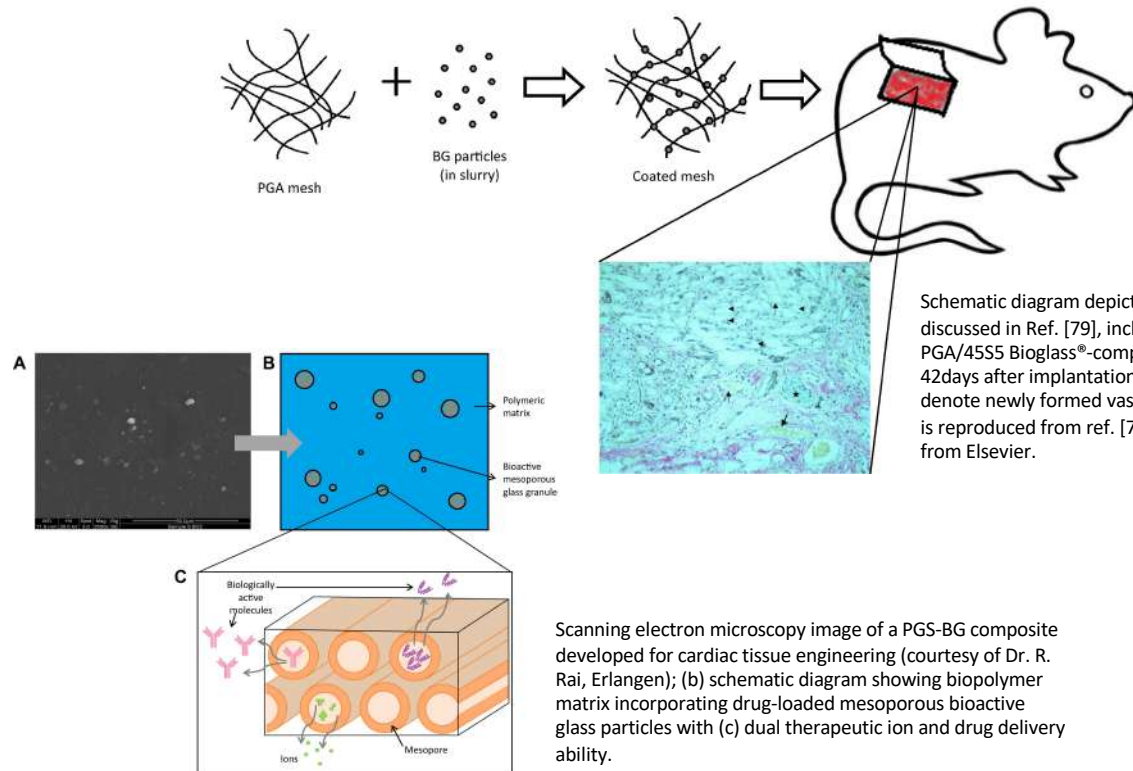 PGA mesh
BG particles
(in slurry)
Coated mesh
Schematic diagram depict
discussed in Ref. [79], incl
PGA/45S5 Bioglass®-comp
42days after implantation
denote newly formed vas
is reproduced from ref. [7
from Elsevier.
A
B
Polymeric
matrix
Bioactive
mesoporous
glass granule
C
Biologically
active
molecules
Ions
Mesopore
Scanning electron microscopy image of a PGS-BG composite
developed for cardiac tissue engineering (courtesy of Dr. R.
Rai, Erlangen); (b) schematic diagram showing biopolymer
matrix incorporating drug-loaded mesoporous bioactive
glass particles with (c) dual therapeutic ion and drug delivery
ability.